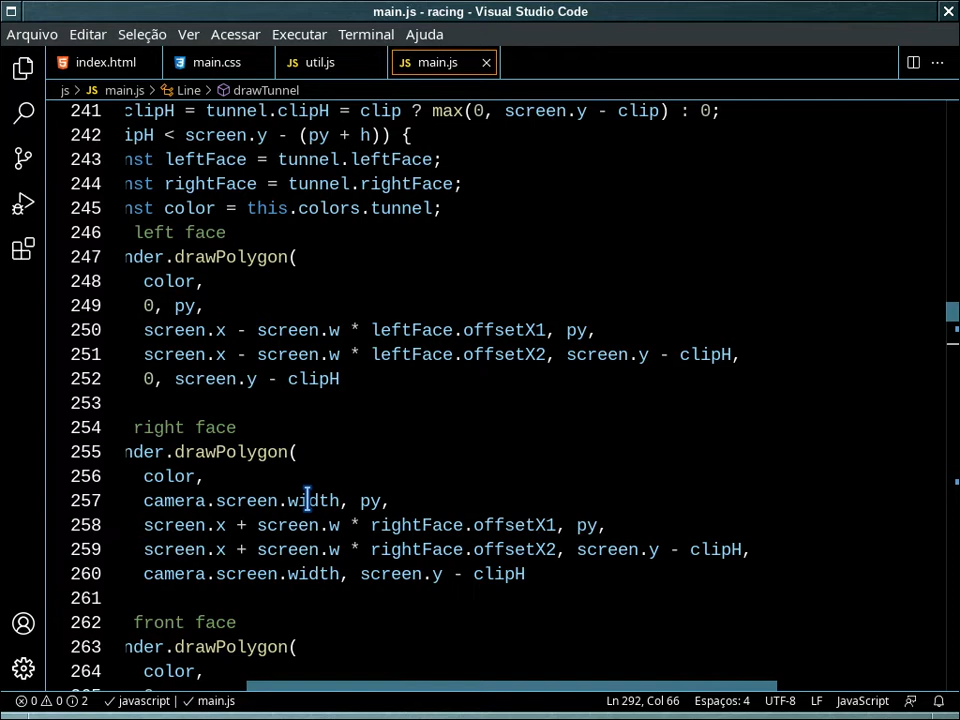 main.js - racing - Visual Studio Code
Arquivo Editar Seleção Ver Acessar Executar Terminal Ajuda
index.html main.css JS util.js JS main.js
js > JS main.js > Line > drawTunnel
241 clipH = tunnel.clipH = clip ? max(0, screen.y - clip) : 0;
242 ipH < screen.y - (py + h)) {
243 nst leftFace = tunnel.leftFace;
244 nst rightFace = tunnel.rightFace;
245 nst color = this.colors.tunnel;
246 left face
247 nder.drawPolygon(
248 color,
249 0, py,
250 screen.x - screen.w * leftFace.offsetX1, py,
251 screen.x - screen.w * leftFace.offsetX2, screen.y - clipH,
252 0, screen.y - clipH
253
254 right face
255 nder.drawPolygon(
256 color,
257 camera.screen.width, py,
258 screen.x + screen.w * rightFace.offsetX1, py,
259 screen.x + screen.w * rightFace.offsetX2, screen.y - clipH,
260 camera.screen.width, screen.y - clipH
261
262 front face
263 nder.drawPolygon(
264 color,
0 0 2 javascript | main.js Ln 292, Col 66 Espaços: 4 UTF-8 LF JavaScript